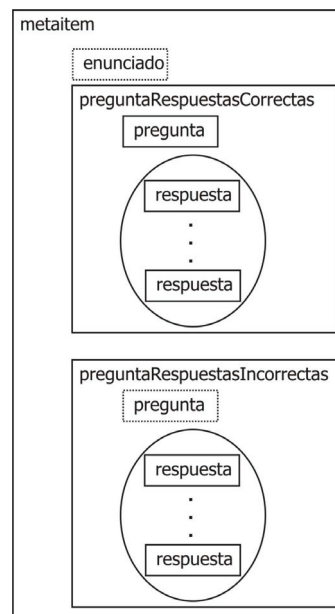 metaitem
enunciado
preguntaRespuestasCorrectas
pregunta
respuesta
respuesta
preguntaRespuestasIncorrectas
pregunta
respuesta
respuesta